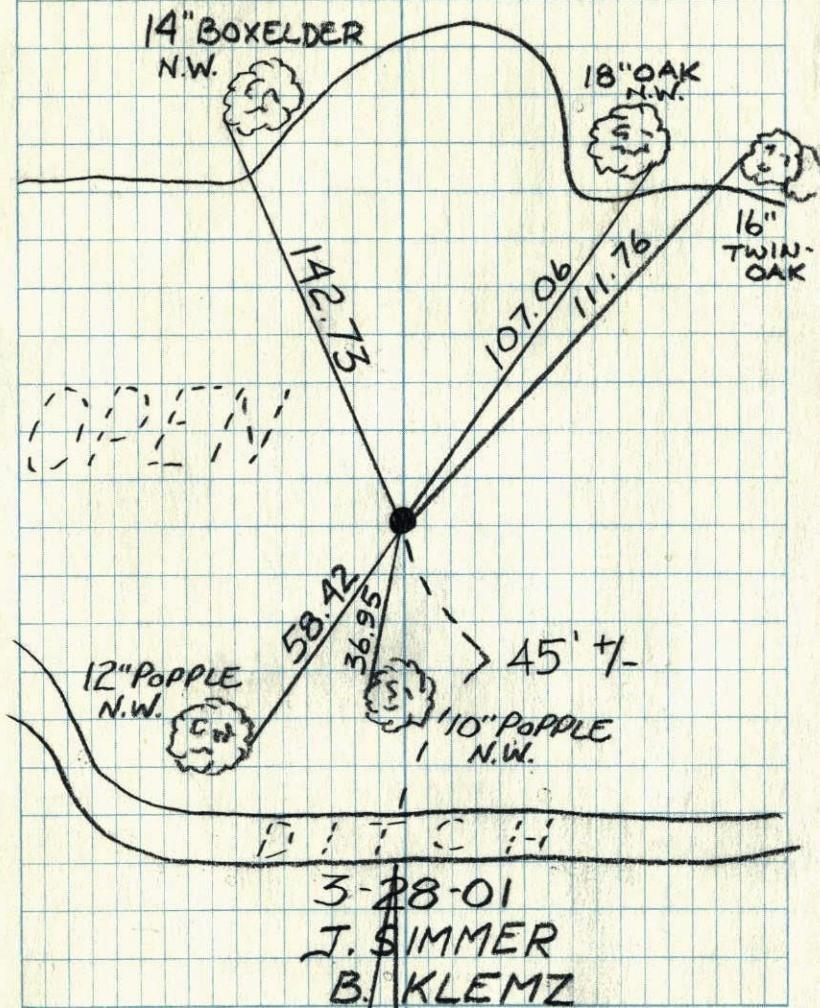 14" BOXELDER
N.W.
18" OAK
N.W.
16"
TWIN-
OAK
142.73
107.06
111.76
OPEN
58.42
36.95
45' +/-
12" POPPLE
N.W.
10" POPPLE
N.W.
DITCH
3-28-01
J. SIMMER
B. KLEMZ